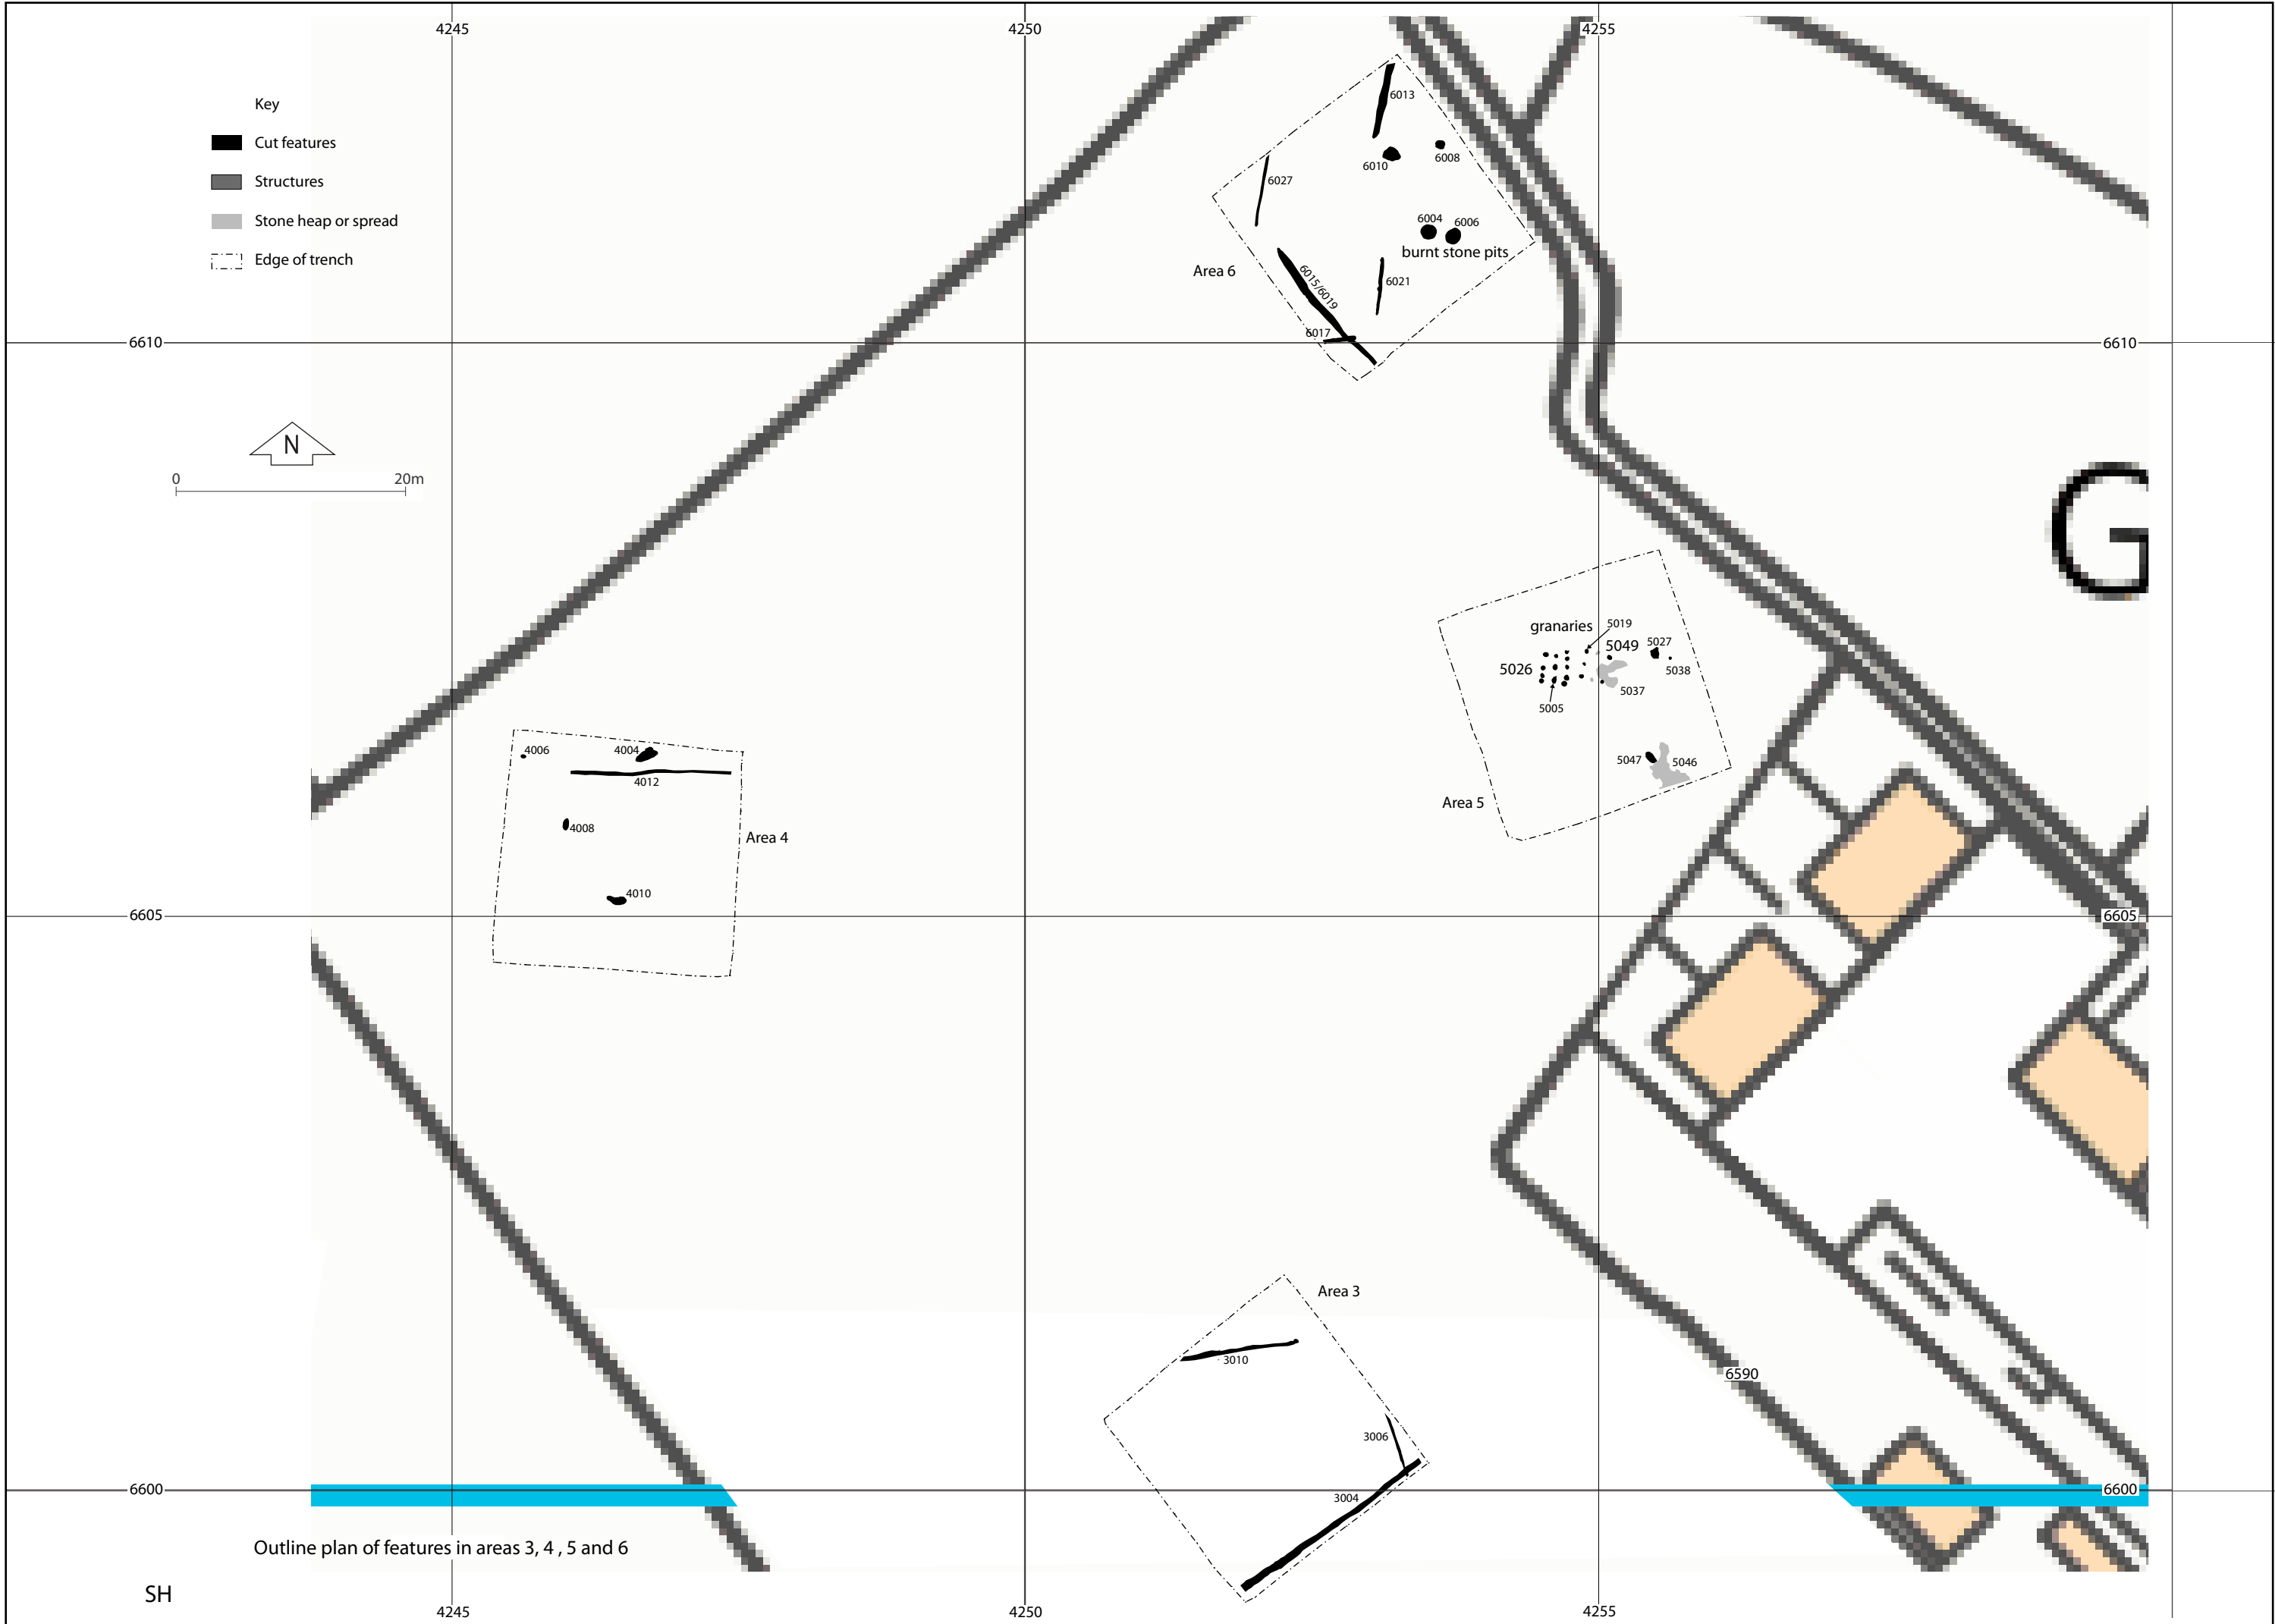 4245
4250
4255
Key
Cut features
Structures
Stone heap or spread
Edge of trench
6013
6010
6008
6027
6004
6006
burnt stone pits
Area 6
6015/6019
6021
6017
6610
6610
N
0
20m
G
granaries
5019
5049
5027
5026
5038
5037
5005
5047
5046
Area 5
4006
4004
4012
4008
Area 4
4010
6605
6605
Area 3
3010
6590
3006
3004
6600
6600
Outline plan of features in areas 3, 4 , 5 and 6
SH
4245
4250
4255